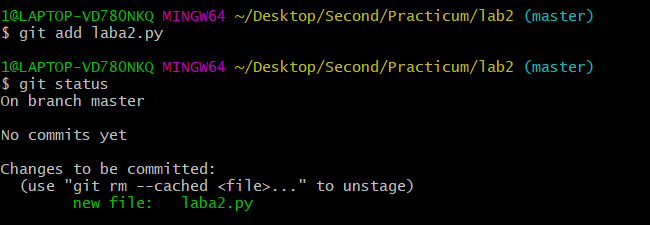 1@LAPTOP-VD780NKQ MINGW64 ~/Desktop/Second/Practicum/lab2 (master)
$ git add laba2.py
1@LAPTOP-VD780NKQ MINGW64 ~/Desktop/Second/Practicum/lab2 (master)
$ git status
On branch master
No commits yet
Changes to be committed:
  (use "git rm --cached <file>..." to unstage)
        new file:   laba2.py